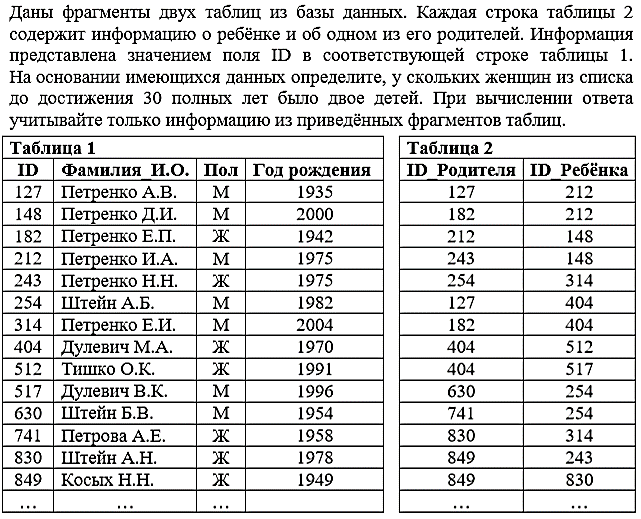 Даны фрагменты двух таблиц из базы данных. Каждая строка таблицы 2
содержит информацию о ребёнке и об одном из его родителей. Информация
представлена значением поля ID в соответствующей строке таблицы 1.
На основании имеющихся данных определите, у скольких женщин из списка
до достижения 30 полных лет было двое детей. При вычислении ответа
учитывайте только информацию из приведённых фрагментов таблиц.
Таблица 1
ID Фамилия_И.О. Пол Год рождения
127 Петренко А.В. М 1935
148 Петренко Д.И. М 2000
182 Петренко Е.П. Ж 1942
212 Петренко И.А. М 1975
243 Петренко Н.Н. Ж 1975
254 Штейн А.Б. М 1982
314 Петренко Е.И. М 2004
404 Дулевич М.А. Ж 1970
512 Тишко О.К. Ж 1991
517 Дулевич В.К. М 1996
630 Штейн Б.В. М 1954
741 Петрова А.Е. Ж 1958
830 Штейн А.Н. Ж 1978
849 Косых Н.Н. Ж 1949
... ... ... ...
Таблица 2
ID_Родителя ID_Ребёнка
127 212
182 212
212 148
243 148
254 314
127 404
182 404
404 512
404 517
630 254
741 254
830 314
849 243
849 830
... ...